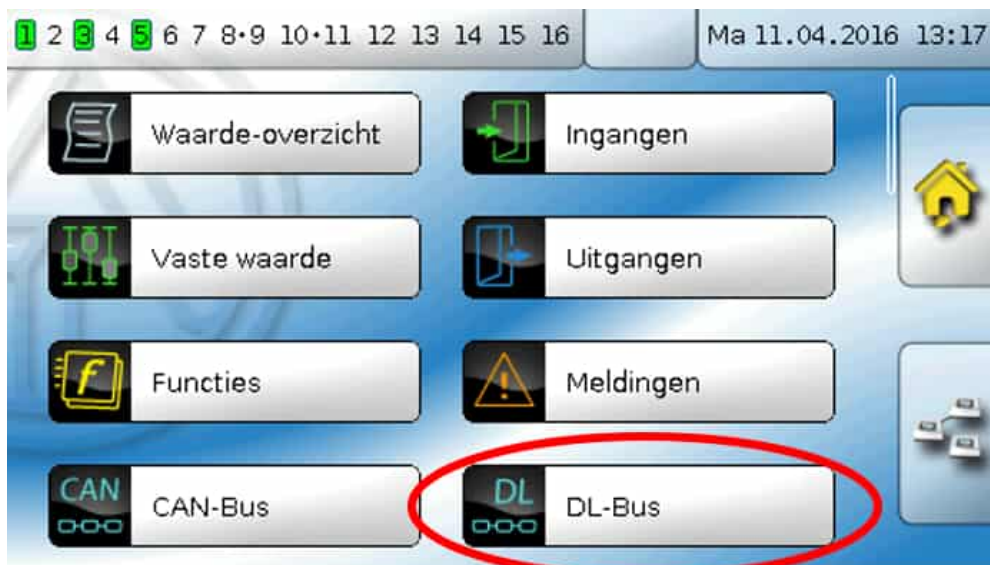 1 2 3 4 5 6 7 8•9 10•11 12 13 14 15 16 Ma 11.04.2016 13:17
Waarde-overzicht Ingangen
Vaste waarde Uitgangen
f Functies ! Meldingen
CAN CAN-Bus DL DL-Bus